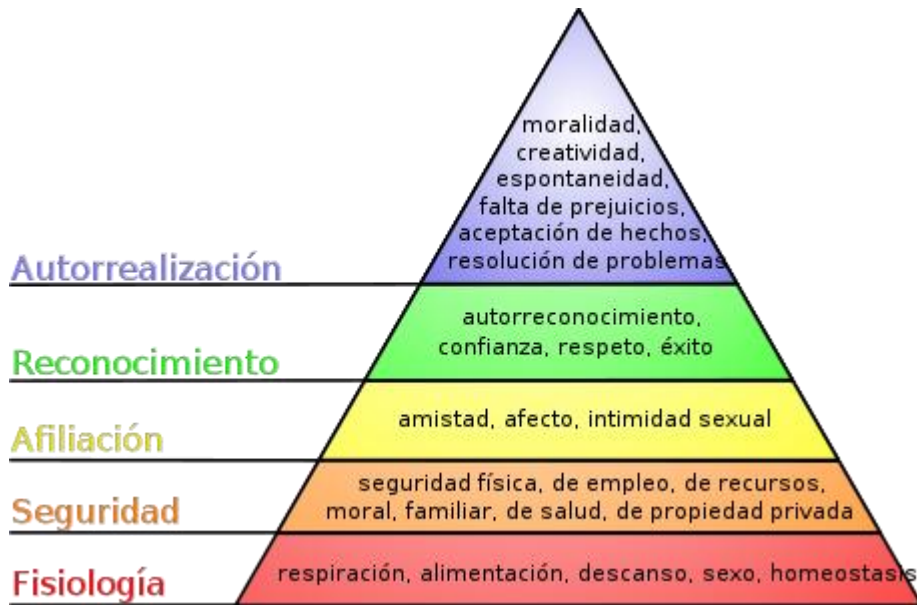 moralidad,
creatividad,
espontaneidad,
falta de prejuicios,
aceptación de hechos,
resolución de problemas
Autorrealización
autorreconocimiento,
confianza, respeto, éxito
Reconocimiento
amistad, afecto, intimidad sexual
Afiliación
seguridad física, de empleo, de recursos,
moral, familiar, de salud, de propiedad privada
Seguridad
respiración, alimentación, descanso, sexo, homeostasis
Fisiología